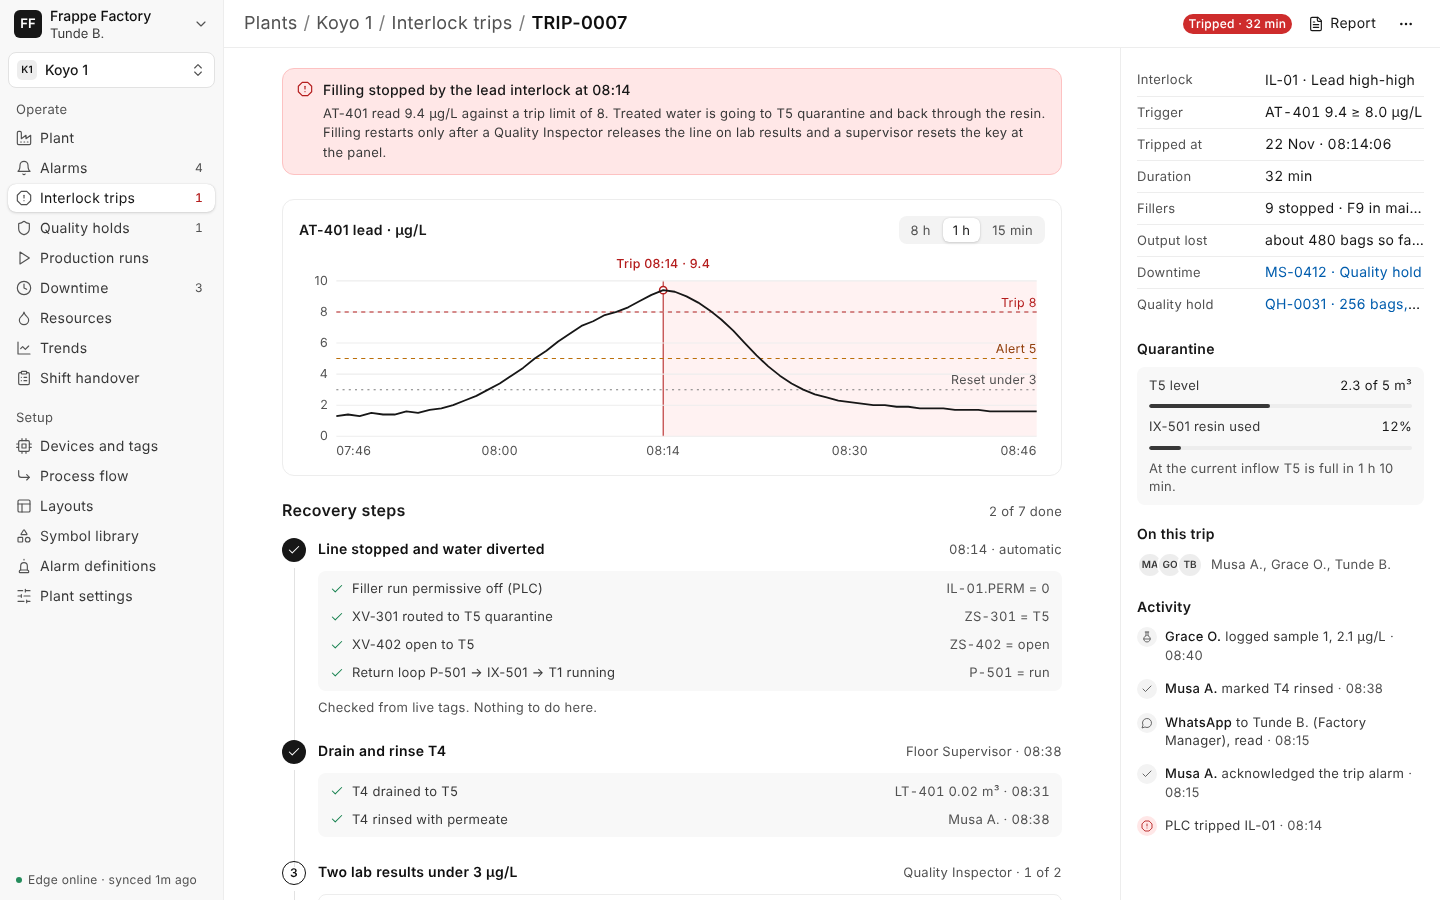 FF
Frappe Factory
Tunde B.
K1
Koyo 1
Operate
Plant
Alarms 4
Interlock trips 1
Quality holds 1
Production runs
Downtime 3
Resources
Trends
Shift handover
Setup
Devices and tags
Process flow
Layouts
Symbol library
Alarm definitions
Plant settings
Edge online · synced 1m ago
Plants / Koyo 1 / Interlock trips / TRIP-0007
Tripped · 32 min
Report
Filling stopped by the lead interlock at 08:14
AT-401 read 9.4 µg/L against a trip limit of 8. Treated water is going to T5 quarantine and back through the resin.
Filling restarts only after a Quality Inspector releases the line on lab results and a supervisor resets the key at
the panel.
AT-401 lead · µg/L
8 h 1 h 15 min
Trip 08:14 · 9.4
10
Trip 8
8
6
Alert 5
4
Reset under 3
2
0
07:46 08:00 08:14 08:30 08:46
Recovery steps 2 of 7 done
Line stopped and water diverted 08:14 · automatic
Filler run permissive off (PLC) IL-01.PERM = 0
XV-301 routed to T5 quarantine ZS-301 = T5
XV-402 open to T5 ZS-402 = open
Return loop P-501 → IX-501 → T1 running P-501 = run
Checked from live tags. Nothing to do here.
Drain and rinse T4 Floor Supervisor · 08:38
T4 drained to T5 LT-401 0.02 m³ · 08:31
T4 rinsed with permeate Musa A. · 08:38
3 Two lab results under 3 µg/L Quality Inspector · 1 of 2
Interlock IL-01 · Lead high-high
Trigger AT-401 9.4 ≥ 8.0 µg/L
Tripped at 22 Nov · 08:14:06
Duration 32 min
Fillers 9 stopped · F9 in mai...
Output lost about 480 bags so fa...
Downtime MS-0412 · Quality hold
Quality hold QH-0031 · 256 bags,...
Quarantine
T5 level 2.3 of 5 m³
IX-501 resin used 12%
At the current inflow T5 is full in 1 h 10
min.
On this trip
MA GO TB Musa A., Grace O., Tunde B.
Activity
Grace O. logged sample 1, 2.1 µg/L ·
08:40
Musa A. marked T4 rinsed · 08:38
WhatsApp to Tunde B. (Factory
Manager), read · 08:15
Musa A. acknowledged the trip alarm ·
08:15
PLC tripped IL-01 · 08:14